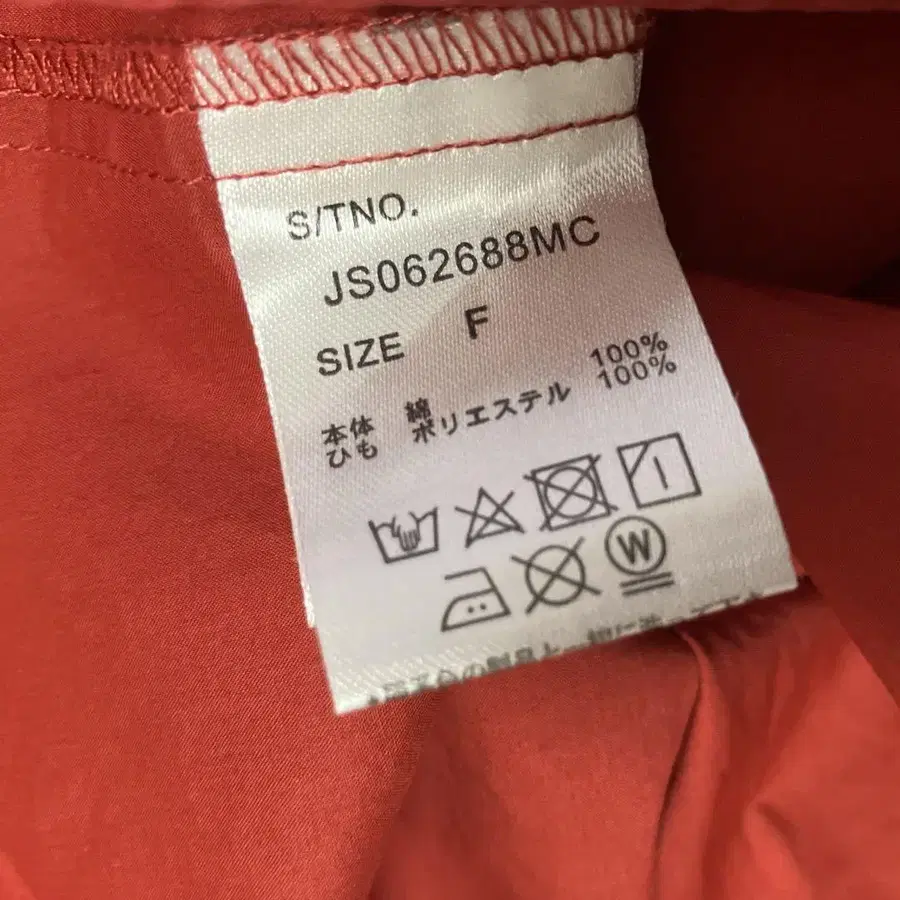 S/TNO.
JS062688MC
SIZE F
本体 綿 100%
ひも ポリエステル 100%
W